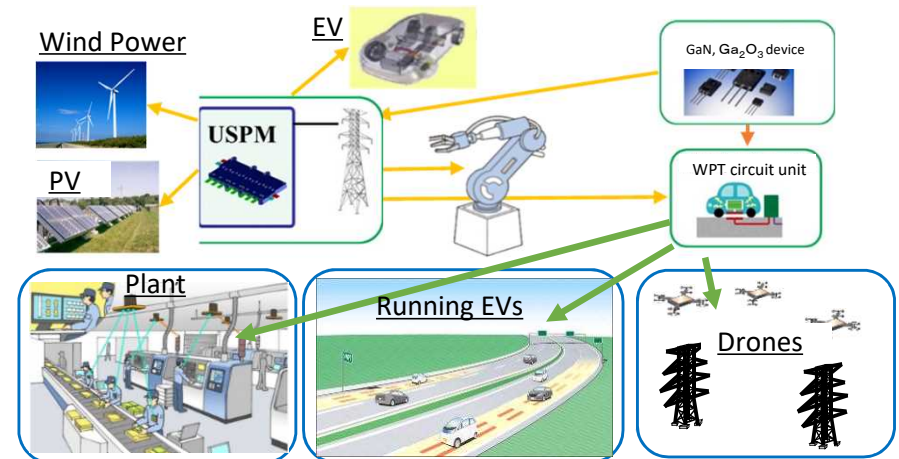 Wind Power
EV
GaN, Ga₂O₃ device
USPM
PV
WPT circuit unit
Plant
Running EVs
Drones